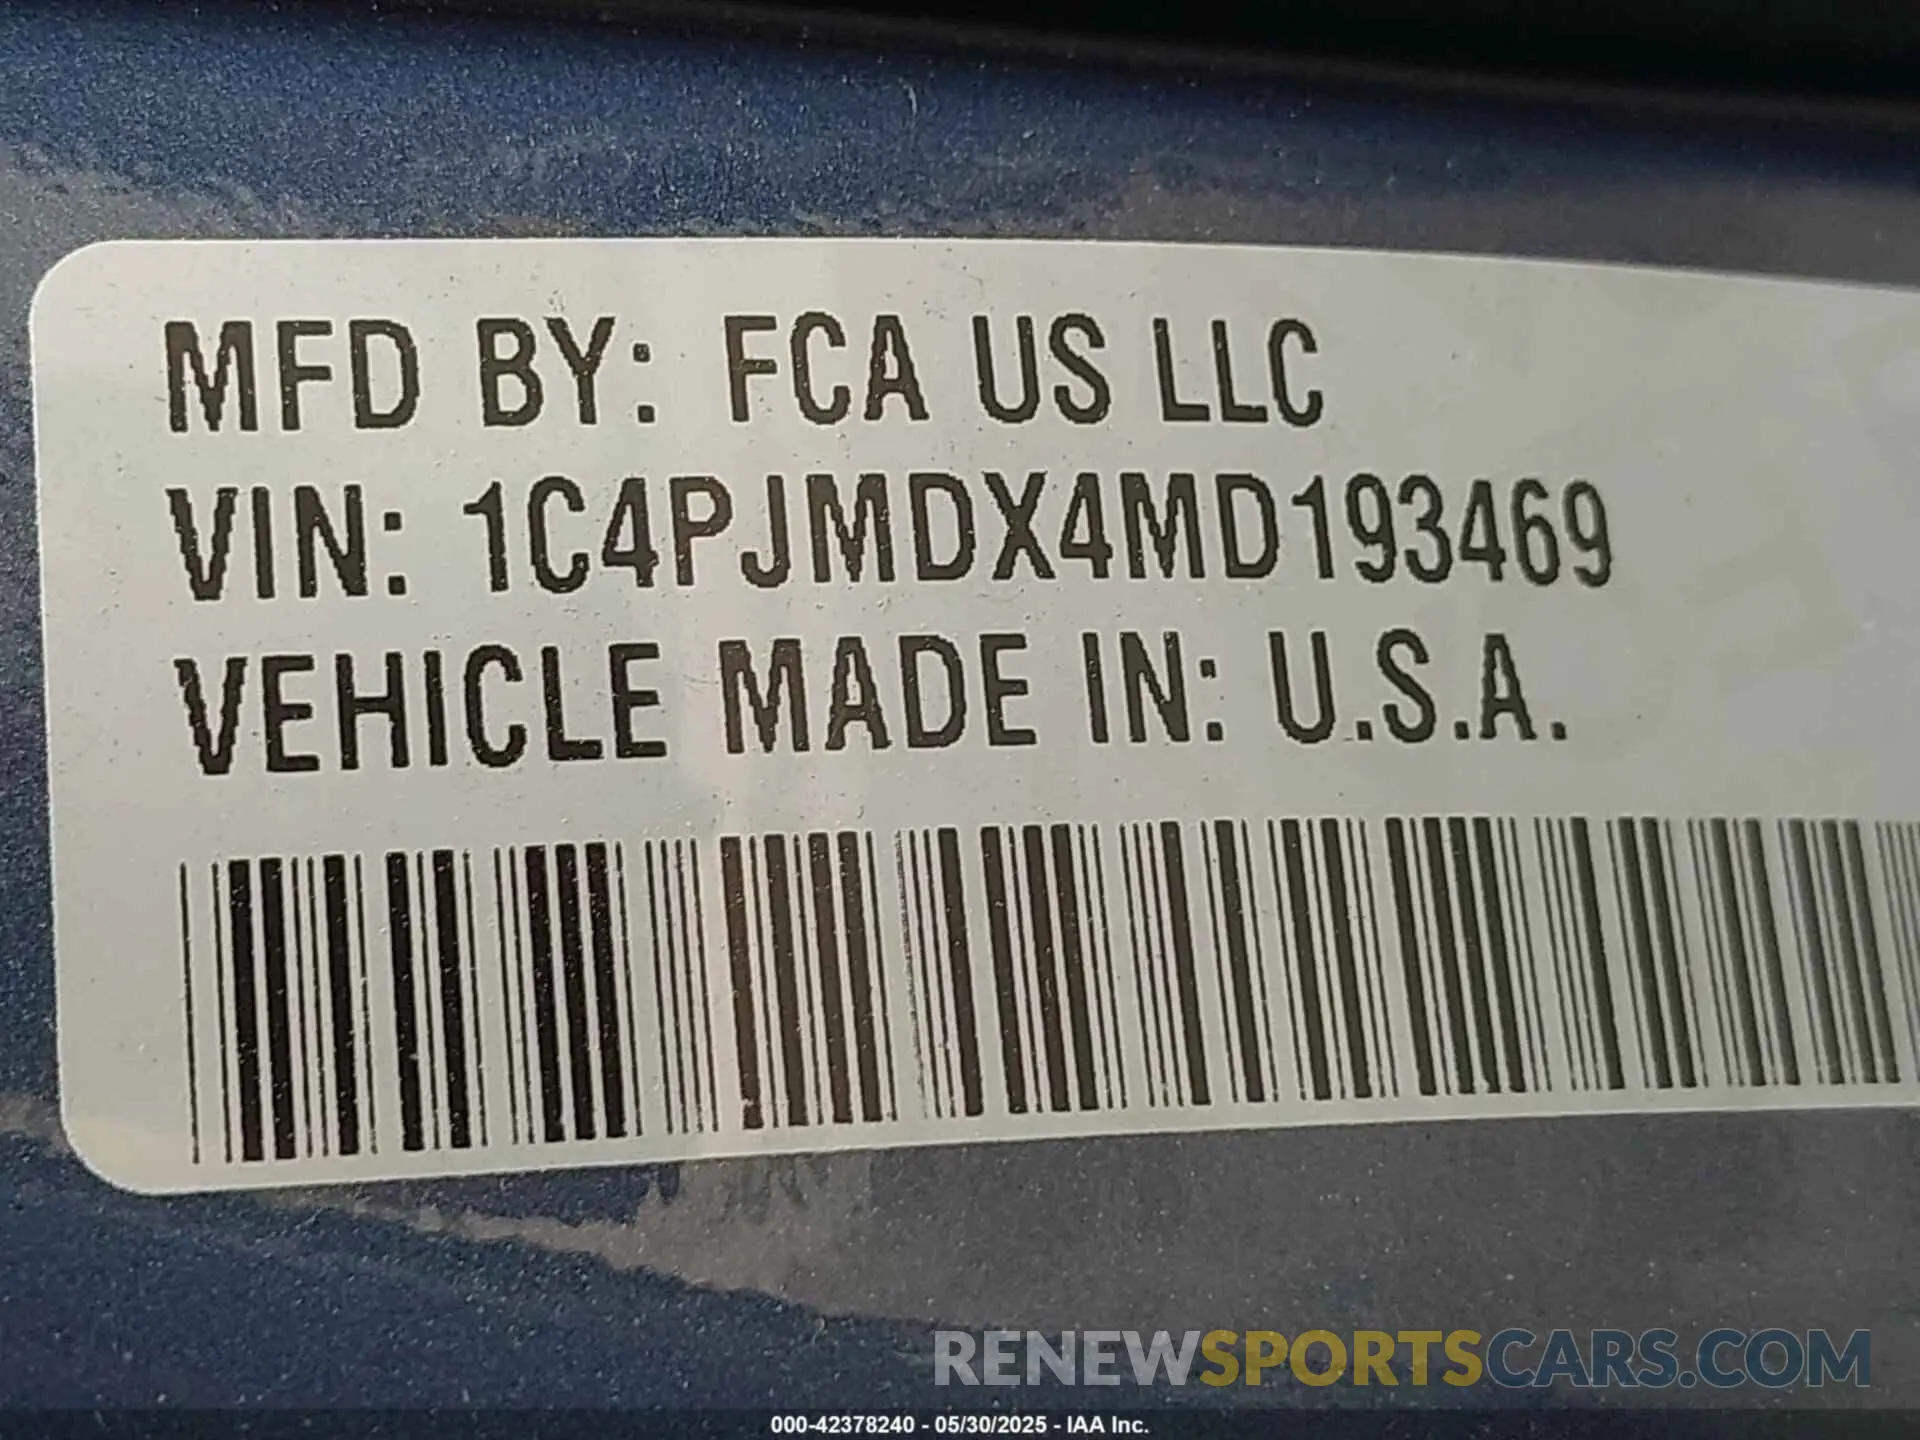 MFD BY: FCA US LLC
VIN: 1C4PJMDX4MD193469
VEHICLE MADE IN: U.S.A.
RENEWSPORTSCARS.COM
000-42378240 - 05/30/2025 - IAA Inc.